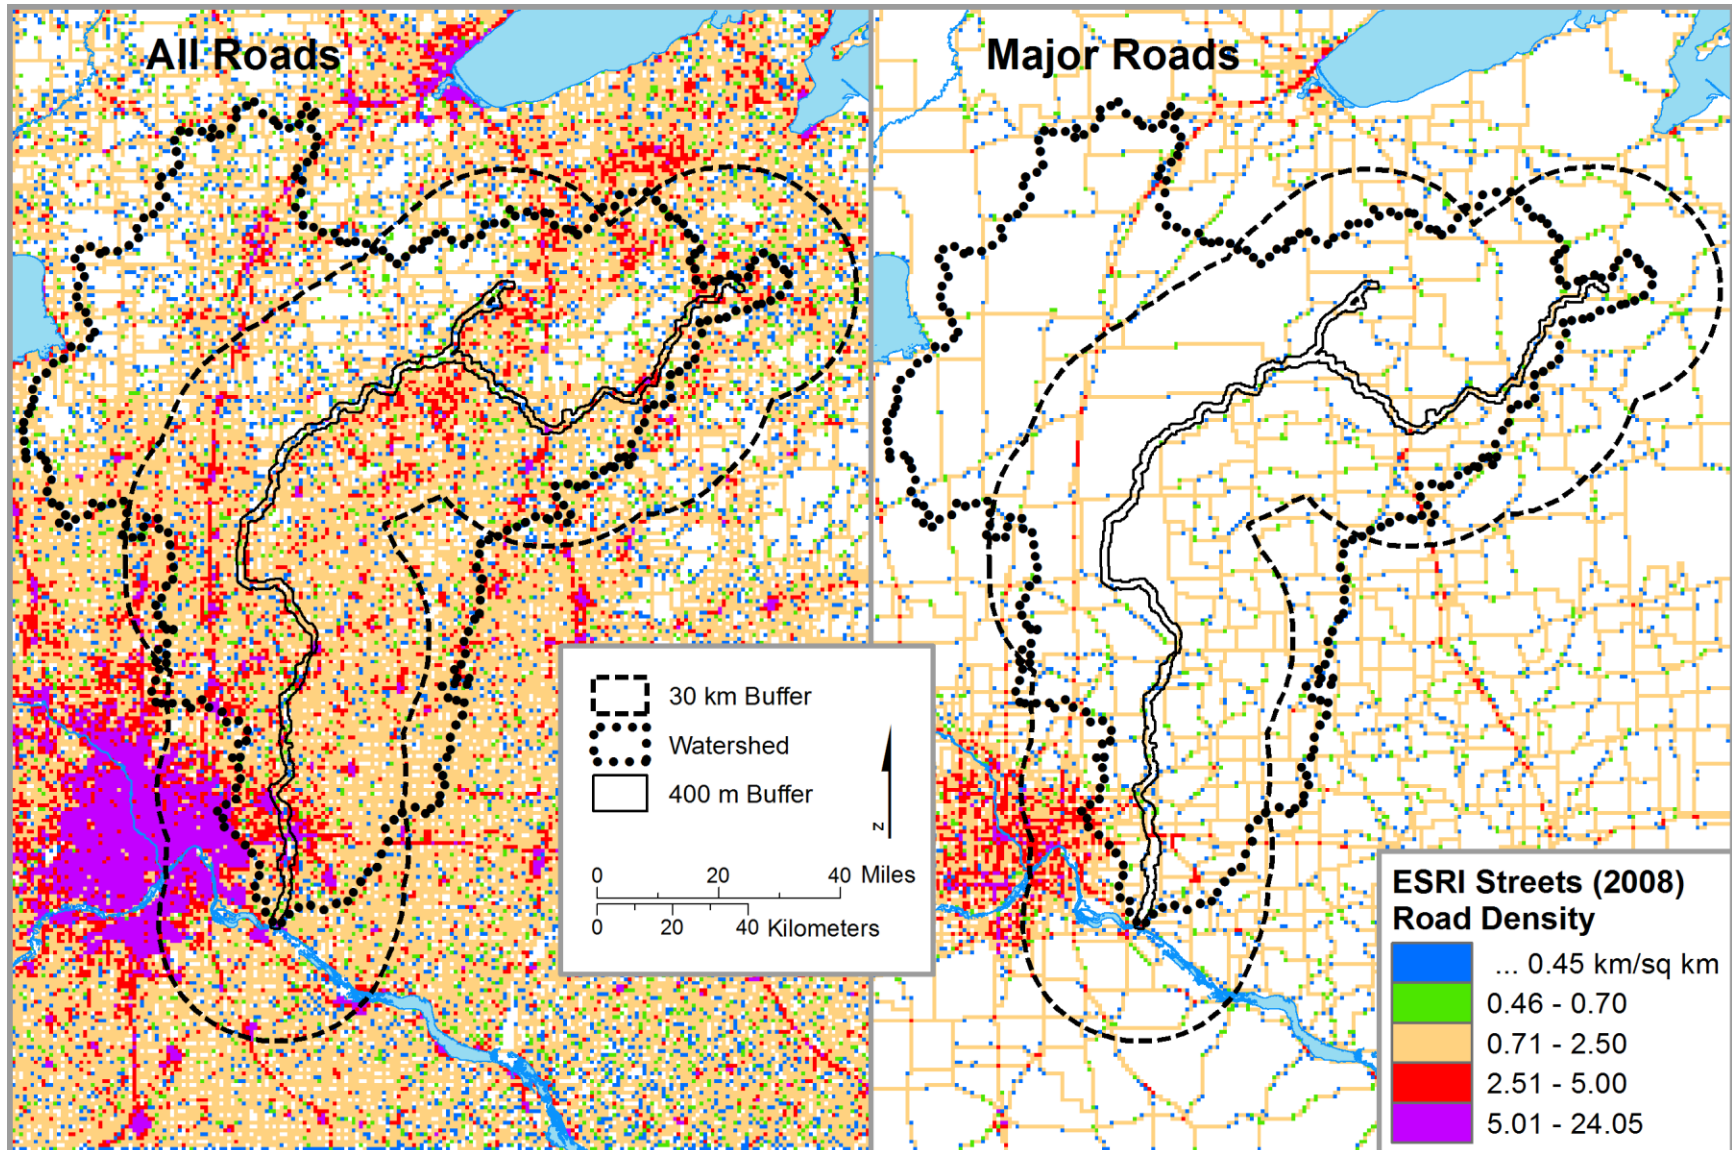 All Roads
Major Roads
30 km Buffer
Watershed
400 m Buffer
z
0 20 40 Miles
0 20 40 Kilometers
ESRI Streets (2008)
Road Density
... 0.45 km/sq km
0.46 - 0.70
0.71 - 2.50
2.51 - 5.00
5.01 - 24.05